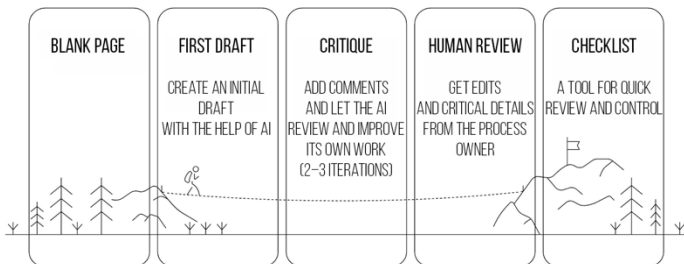 BLANK PAGE
FIRST DRAFT
CREATE AN INITIAL
DRAFT
WITH THE HELP OF AI
CRITIQUE
ADD COMMENTS
AND LET THE AI
REVIEW AND IMPROVE
ITS OWN WORK
(2–3 ITERATIONS)
HUMAN REVIEW
GET EDITS
AND CRITICAL DETAILS
FROM THE PROCESS
OWNER
CHECKLIST
A TOOL FOR QUICK
REVIEW AND CONTROL